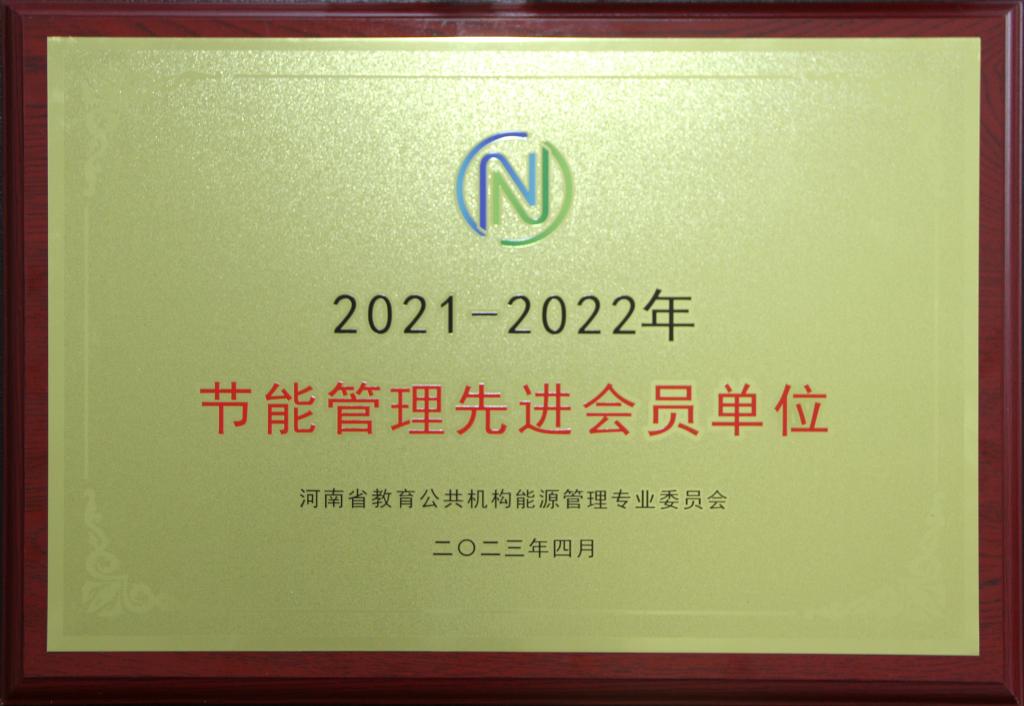 2021-2022年
节能管理先进会员单位
河南省教育公共机构能源管理专业委员会
二〇二三年四月